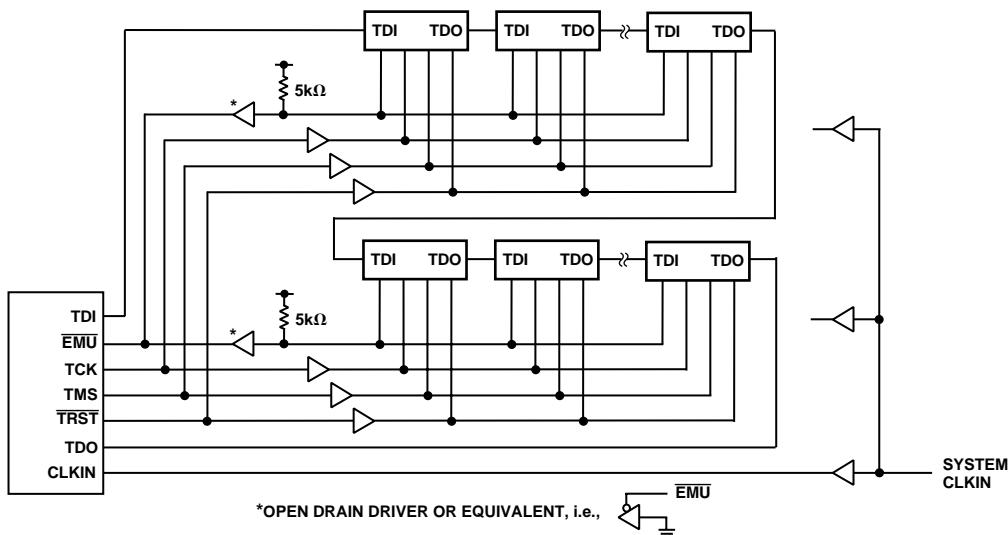 TDI TDO TDI TDO TDI TDO
5kΩ
*
TDI TDO TDI TDO TDI TDO
5kΩ
*
TDI
EMU
TCK
TMS
TRST
TDO
CLKIN
SYSTEM
CLKIN
EMU
*OPEN DRAIN DRIVER OR EQUIVALENT, i.e.,